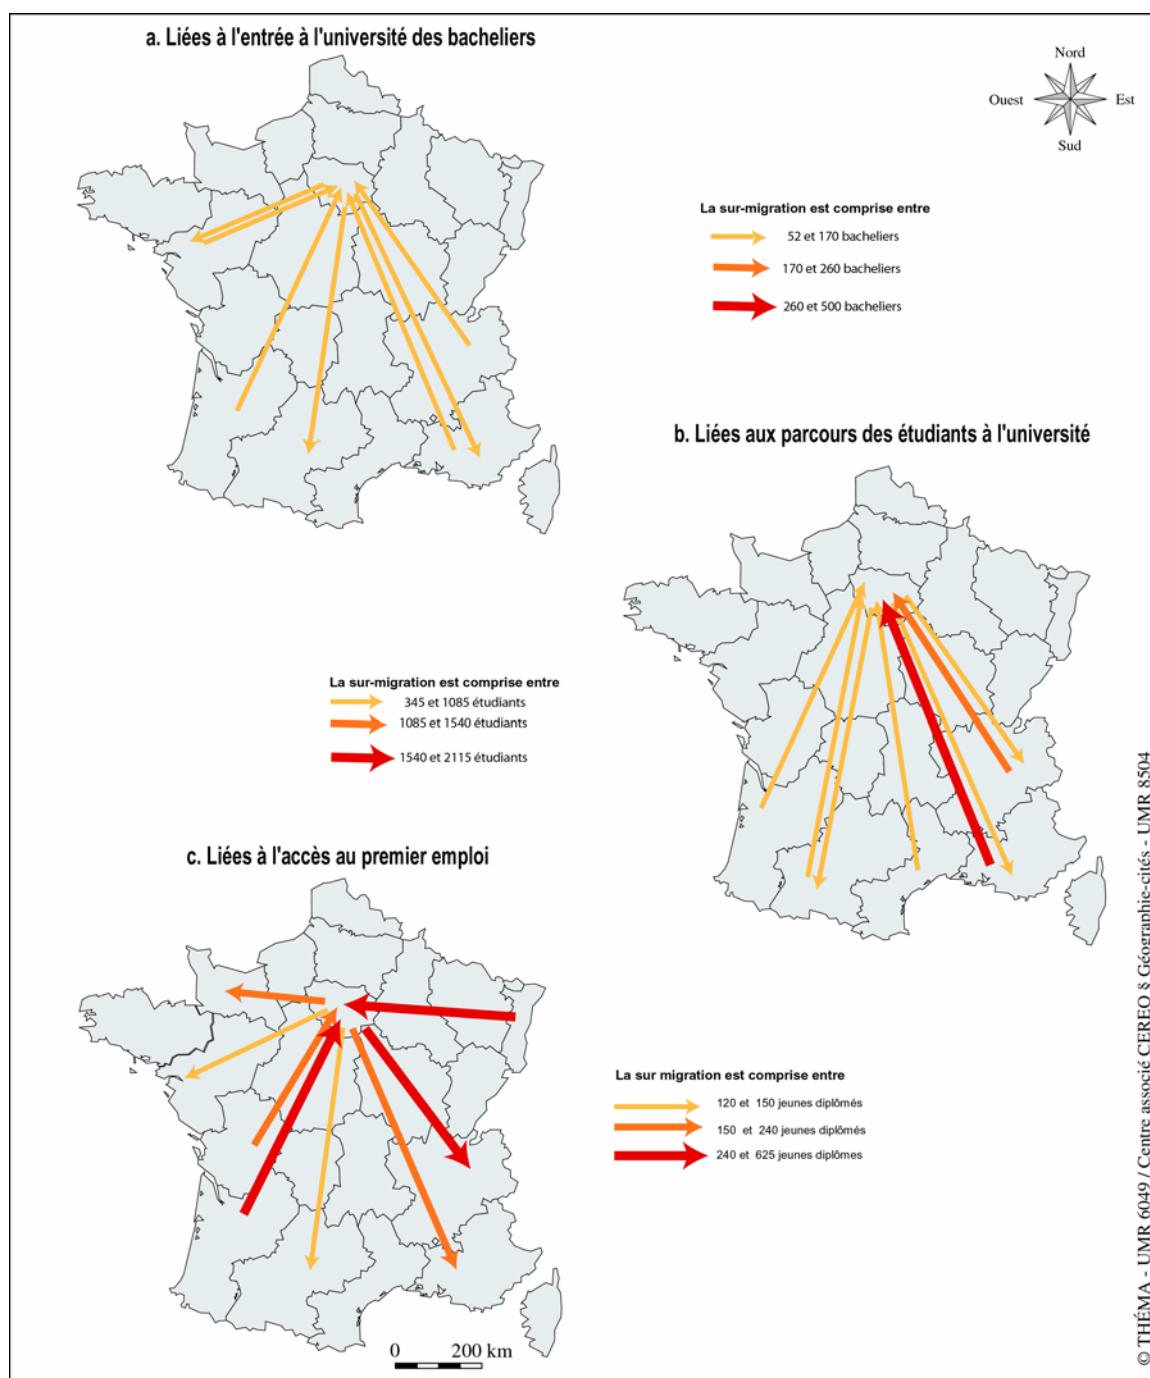 a. Liées à l'entrée à l'université des bacheliers
Nord
Ouest
Est
Sud
La sur-migration est comprise entre
52 et 170 bacheliers
170 et 260 bacheliers
260 et 500 bacheliers
b. Liées aux parcours des étudiants à l'université
La sur-migration est comprise entre
345 et 1085 étudiants
1085 et 1540 étudiants
1540 et 2115 étudiants
c. Liées à l'accès au premier emploi
La sur migration est comprise entre
120 et 150 jeunes diplômés
150 et 240 jeunes diplômés
240 et 625 jeunes diplômes
0 200 km
© THÉMA - UMR 6049 / Centre associé CEREQ § Géographie-cités - UMR 8504